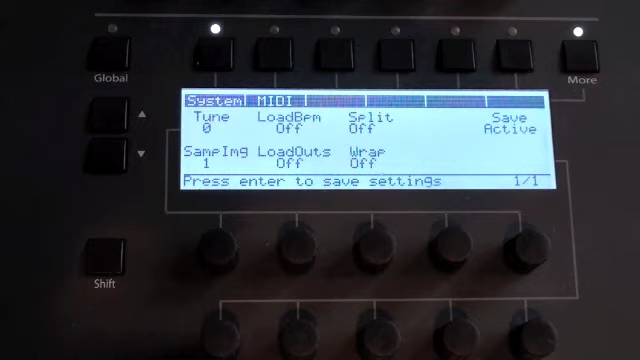 Global
More
System MIDI
Tune LoadBpm Split Save
0 Off Off Active
SampImg LoadOuts Wrap
1 Off Off
Press enter to save settings 1/1
Shift